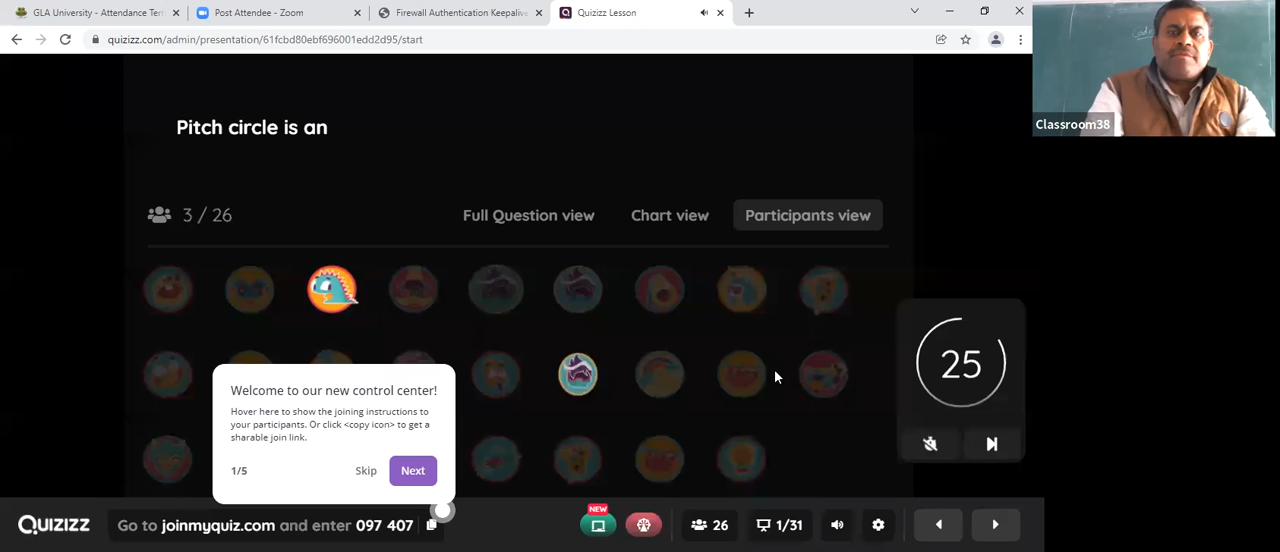 GLA University - Attendance Ter
Post Attendee - Zoom
Firewall Authentication Keepaliv
Quizizz Lesson
quizizz.com/admin/presentation/61fcbd80ebf696001edd2d95/start
Classroom38
Pitch circle is an
3 / 26
Full Question view
Chart view
Participants view
25
Welcome to our new control center!
Hover here to show the joining instructions to
your participants. Or click <copy icon> to get a
sharable join link.
1/5
Skip
Next
NEW
QUIZIZZ
Go to joinmyquiz.com and enter 097 407
26
1/31